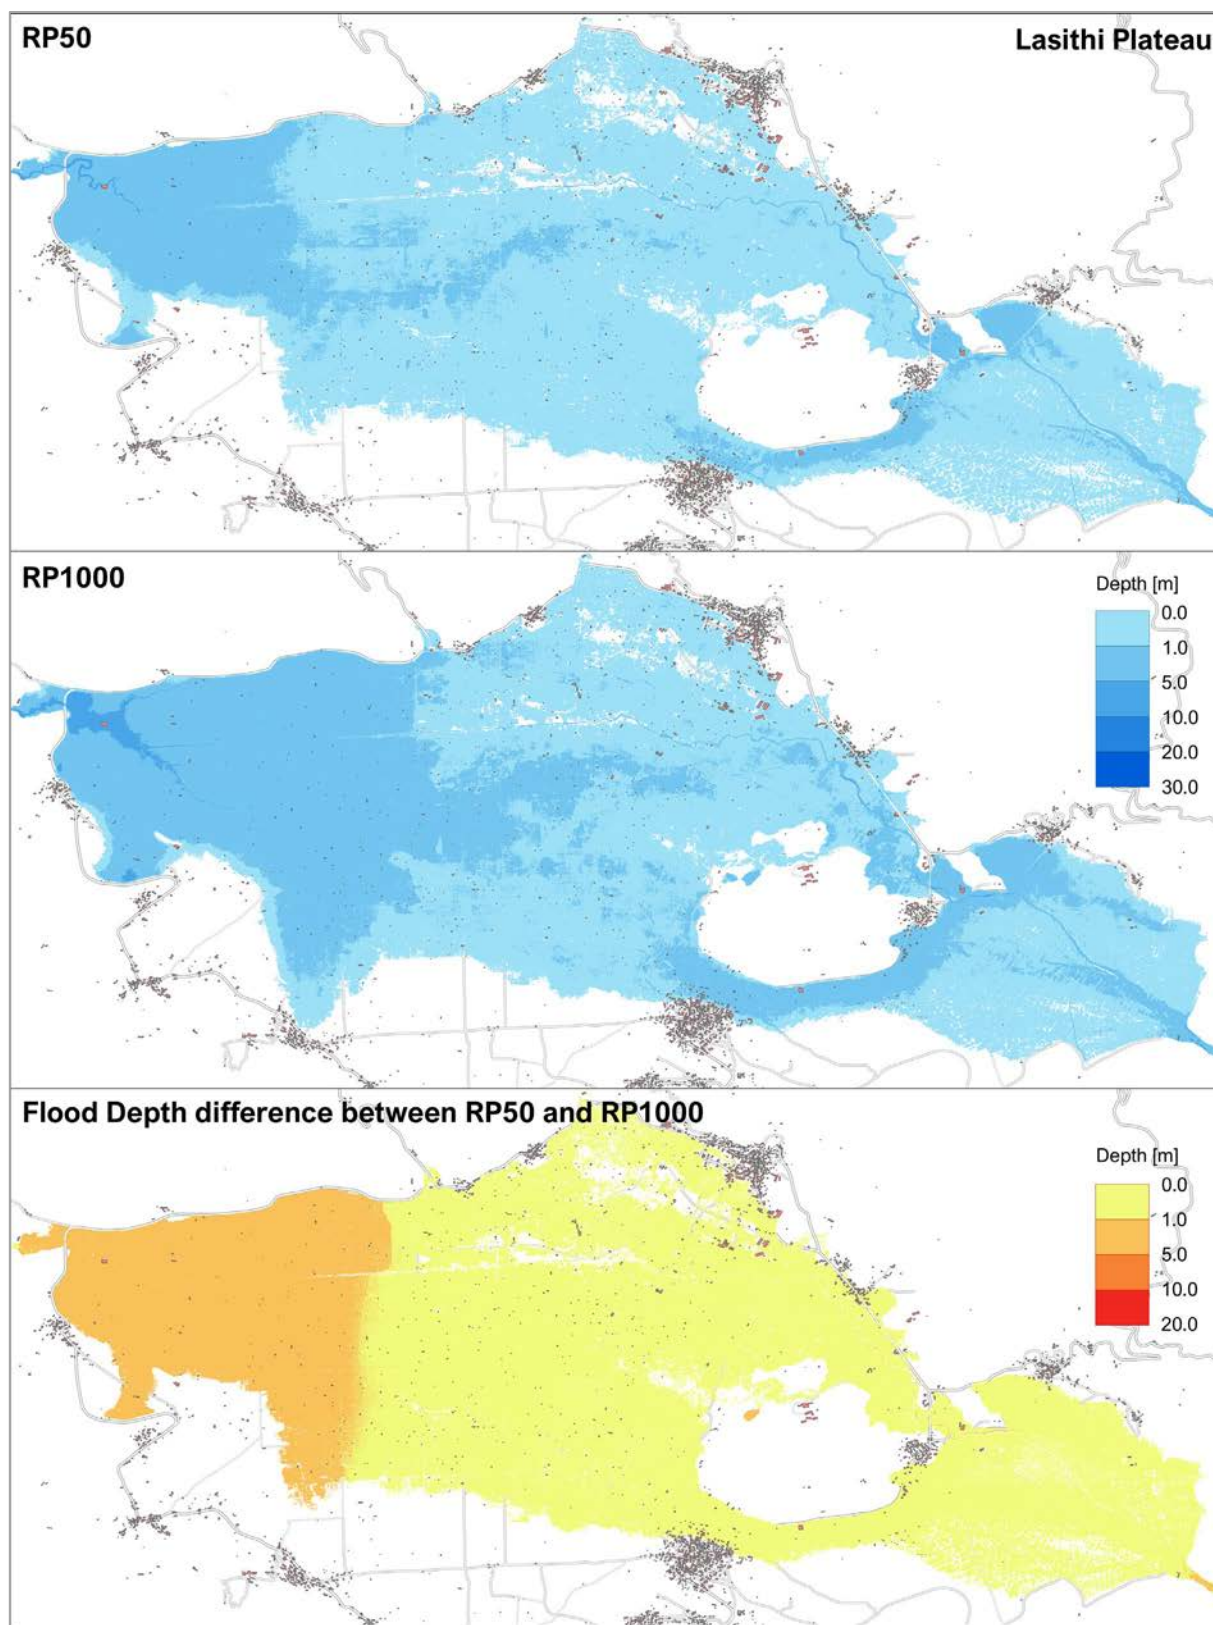 RP50
Lasithi Plateau
RP1000
Depth [m]
0.0
1.0
5.0
10.0
20.0
30.0
Flood Depth difference between RP50 and RP1000
Depth [m]
0.0
1.0
5.0
10.0
20.0